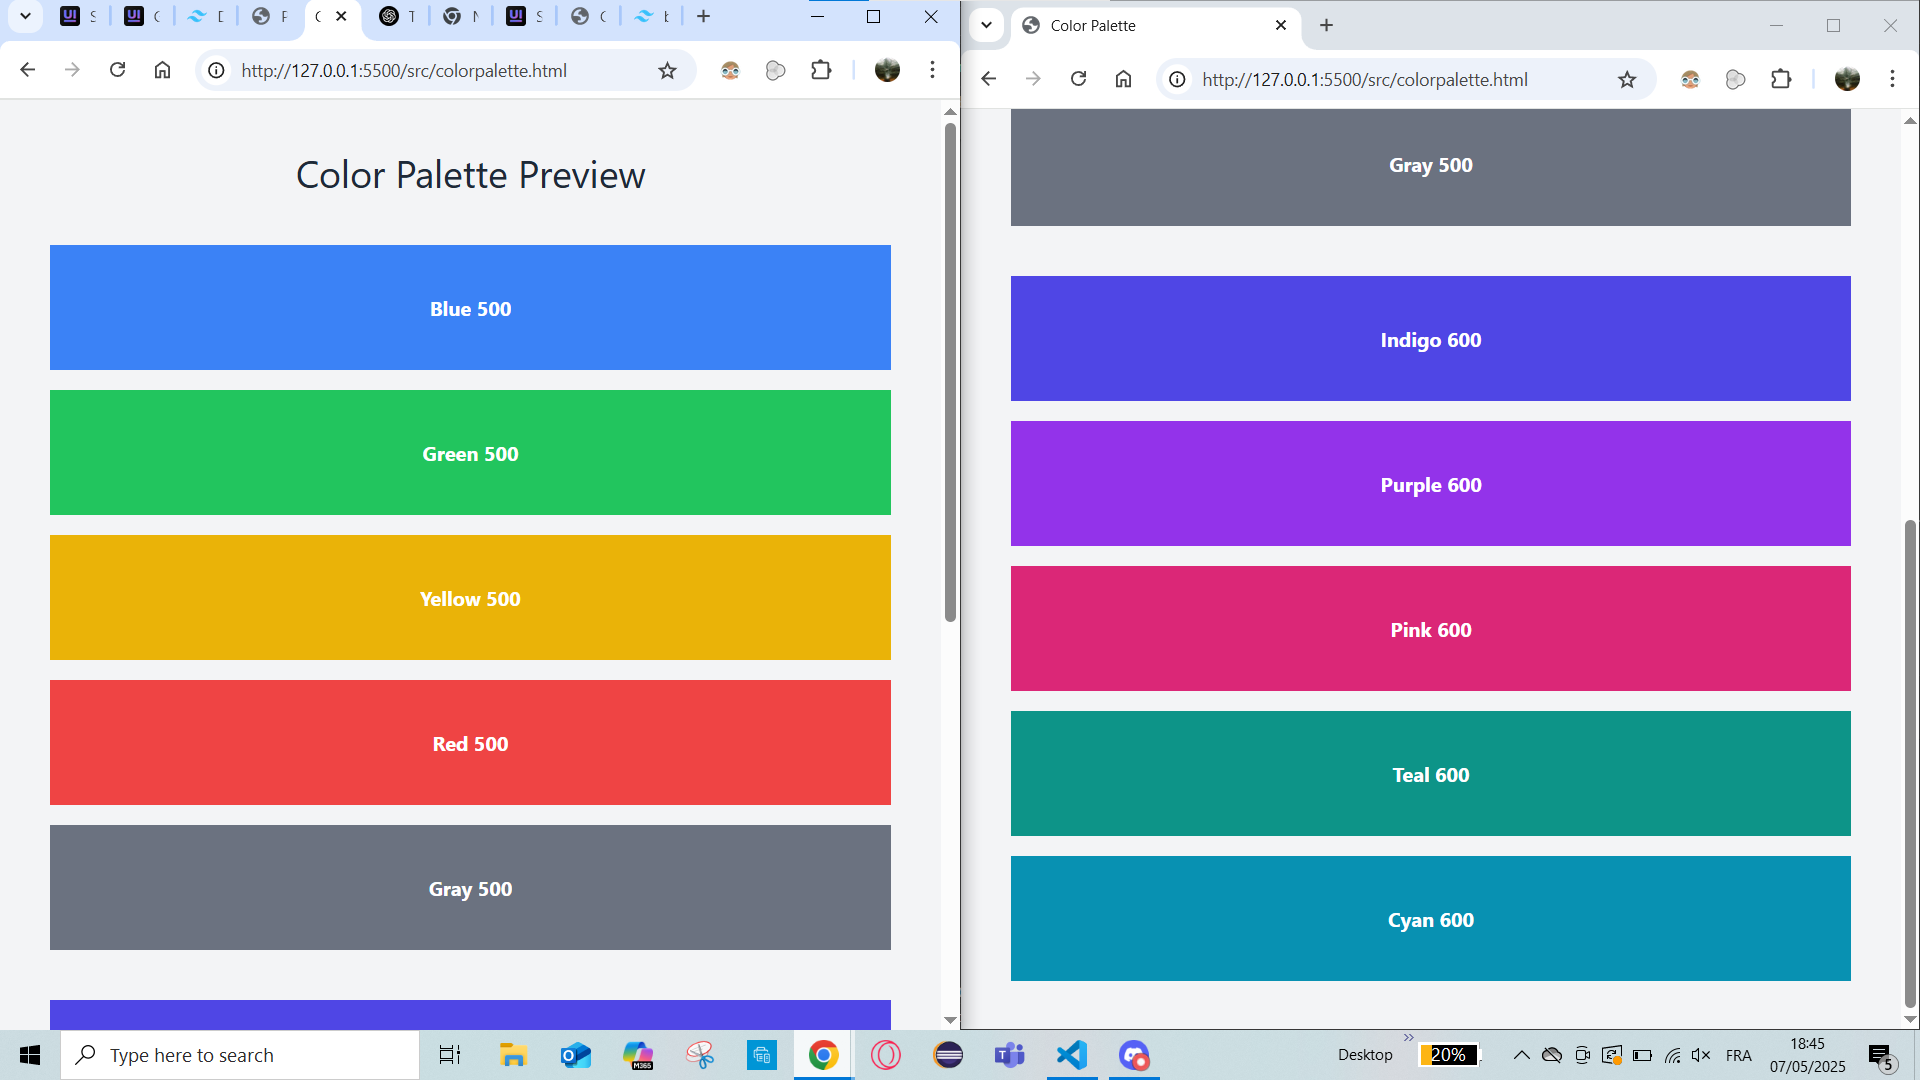 http://127.0.0.1:5500/src/colorpalette.html
Color Palette Preview
Blue 500
Green 500
Yellow 500
Red 500
Gray 500
Color Palette
http://127.0.0.1:5500/src/colorpalette.html
Gray 500
Indigo 600
Purple 600
Pink 600
Teal 600
Cyan 600
Type here to search
M365
Desktop
20%
FRA
18:45
07/05/2025
5